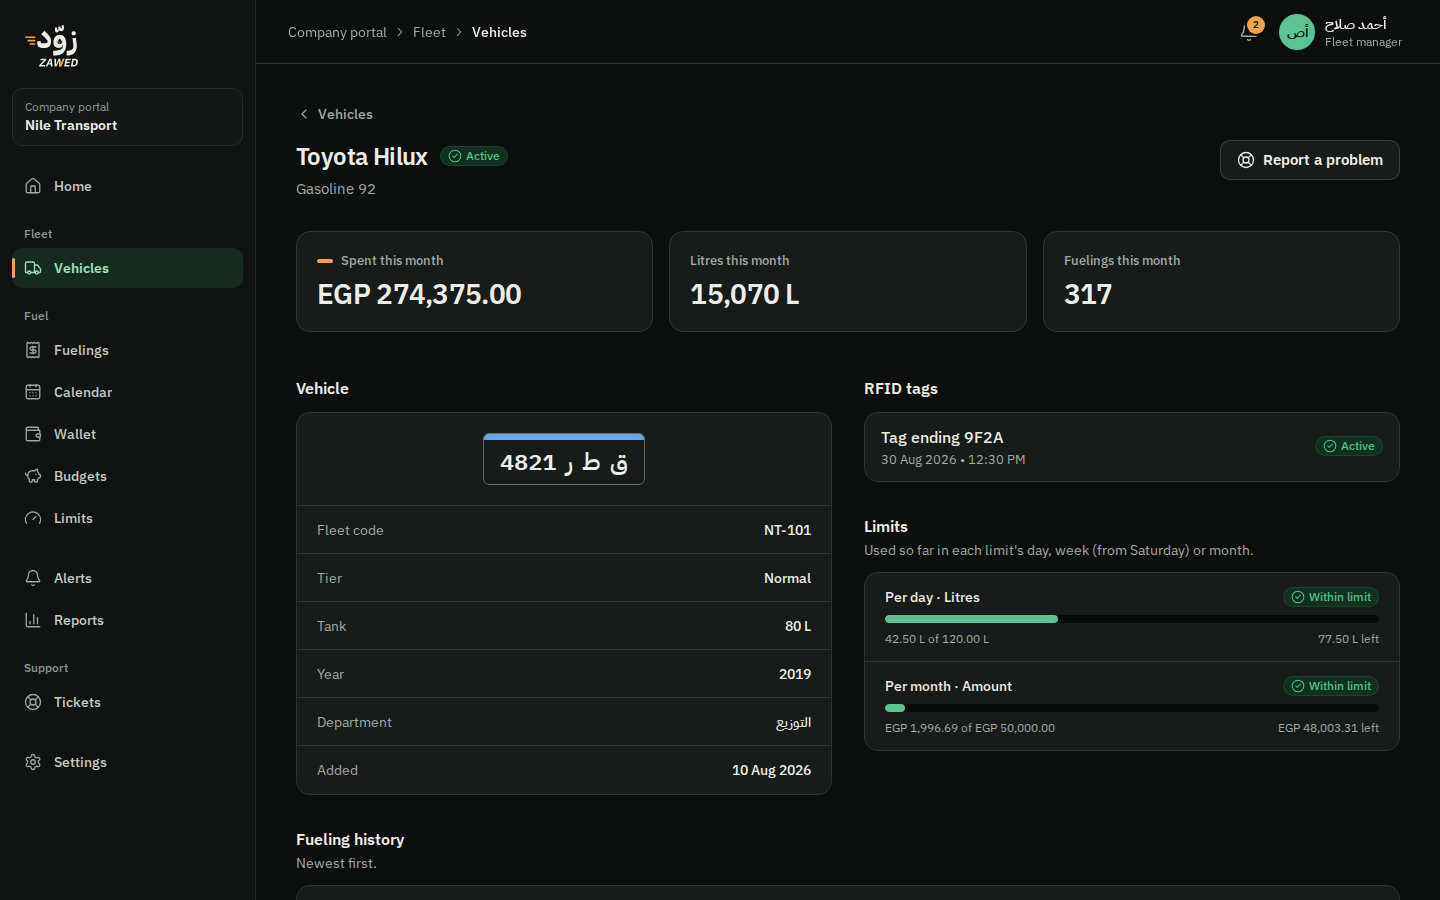 زوّد
ZAWED
Company portal
Nile Transport
Home
Fleet
Vehicles
Fuel
Fuelings
Calendar
Wallet
Budgets
Limits
Alerts
Reports
Support
Tickets
Settings
Company portal > Fleet > Vehicles
2
أص
أحمد صلاح
Fleet manager
Vehicles
Toyota Hilux
Active
Gasoline 92
Report a problem
Spent this month
EGP 274,375.00
Litres this month
15,070 L
Fuelings this month
317
Vehicle
ق ط ر 4821
Fleet code NT-101
Tier Normal
Tank 80 L
Year 2019
Department التوزيع
Added 10 Aug 2026
RFID tags
Tag ending 9F2A
30 Aug 2026 • 12:30 PM
Active
Limits
Used so far in each limit's day, week (from Saturday) or month.
Per day · Litres Within limit
42.50 L of 120.00 L 77.50 L left
Per month · Amount Within limit
EGP 1,996.69 of EGP 50,000.00 EGP 48,003.31 left
Fueling history
Newest first.